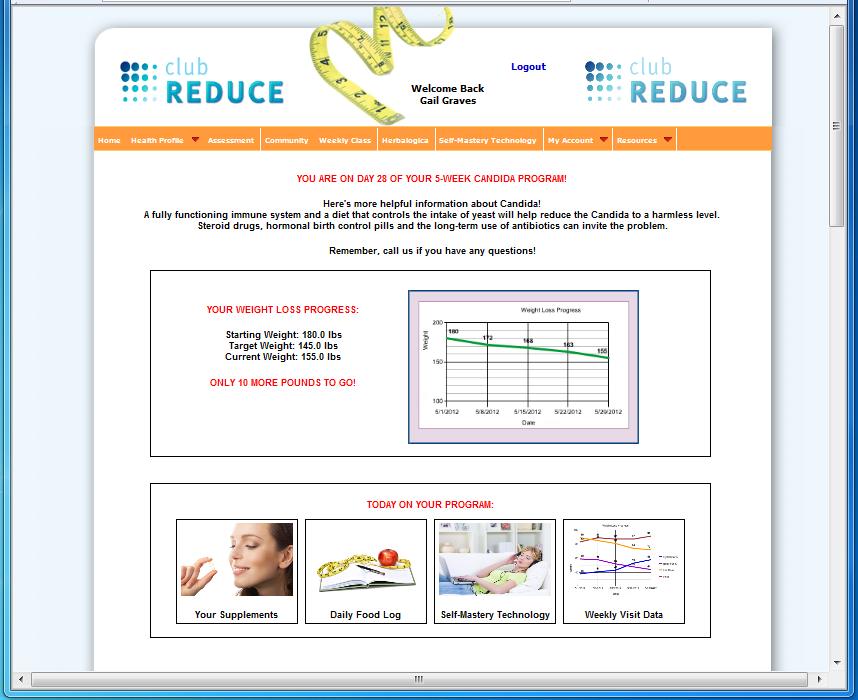 club
REDUCE
Logout
Welcome Back
Gail Graves
club
REDUCE
Home
Health Profile
Assessment
Community
Weekly Class
Herbalogica
Self-Mastery Technology
My Account
Resources
YOU ARE ON DAY 28 OF YOUR 5-WEEK CANDIDA PROGRAM!
Here's more helpful information about Candida!
A fully functioning immune system and a diet that controls the intake of yeast will help reduce the Candida to a harmless level.
Steroid drugs, hormonal birth control pills and the long-term use of antibiotics can invite the problem.
Remember, call us if you have any questions!
YOUR WEIGHT LOSS PROGRESS:
Starting Weight: 180.0 lbs
Target Weight: 145.0 lbs
Current Weight: 155.0 lbs
ONLY 10 MORE POUNDS TO GO!
Weight Loss Progress
Weight
200
150
100
180
172
168
163
155
5/1/2012
5/8/2012
5/15/2012
5/22/2012
5/29/2012
Date
TODAY ON YOUR PROGRAM:
Your Supplements
Daily Food Log
Self-Mastery Technology
Weekly Visit Data